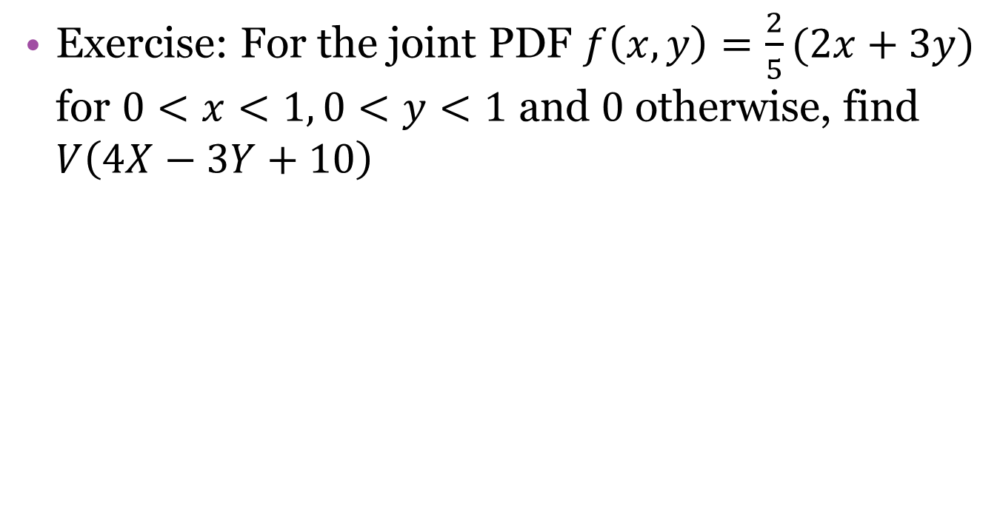 • Exercise: For the joint PDF 𝑓(𝑥, 𝑦) = 2/5 (2𝑥 + 3𝑦)
for 0 < 𝑥 < 1, 0 < 𝑦 < 1 and 0 otherwise, find
𝑉(4𝑋 − 3𝑌 + 10)